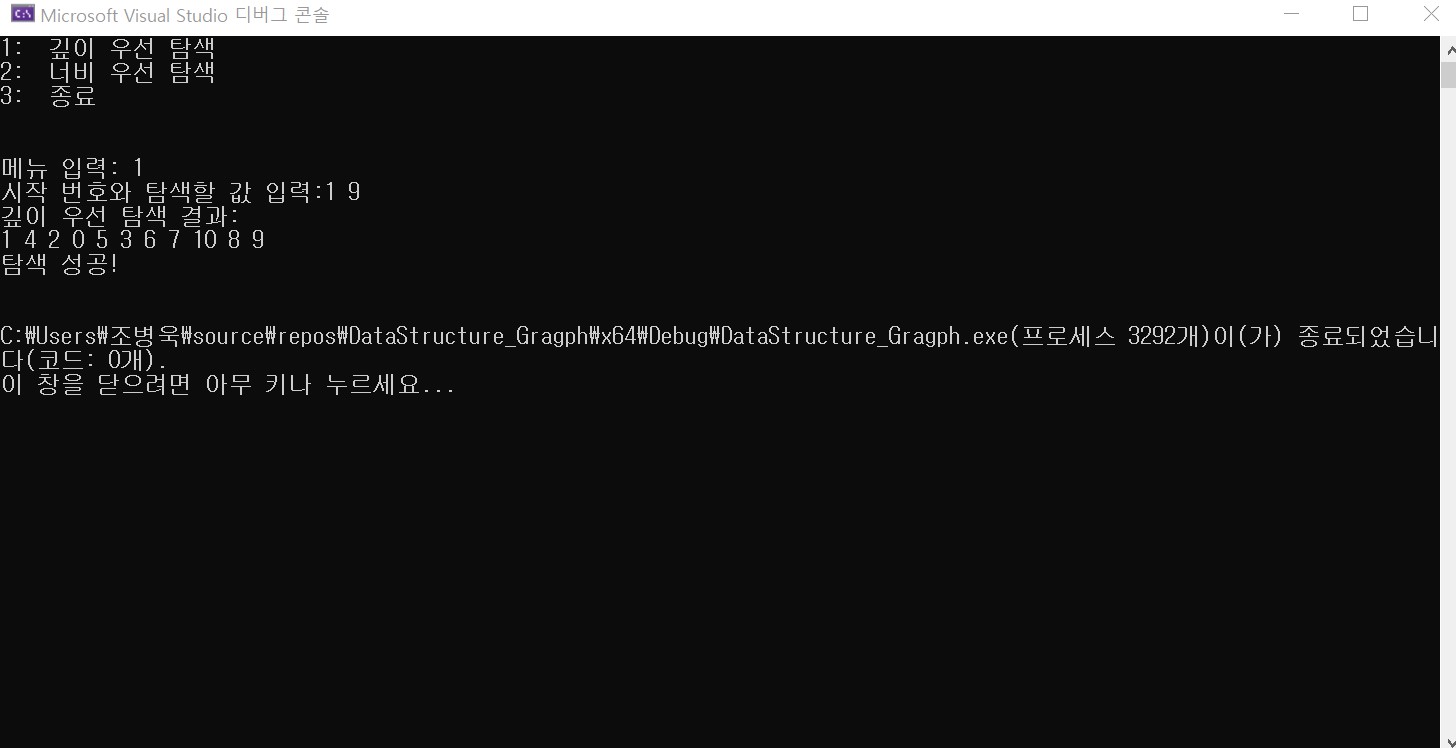 Microsoft Visual Studio 디버그 콘솔
1:  깊이 우선 탐색
2:  너비 우선 탐색
3:  종료
메뉴 입력: 1
시작 번호와 탐색할 값 입력:1 9
깊이 우선 탐색 결과:
1 4 2 0 5 3 6 7 10 8 9
탐색 성공!
C:₩Users₩조병욱₩source₩repos₩DataStructure_Gragph₩x64₩Debug₩DataStructure_Gragph.exe(프로세스 3292개)이(가) 종료되었습니
다(코드: 0개).
이 창을 닫으려면 아무 키나 누르세요...